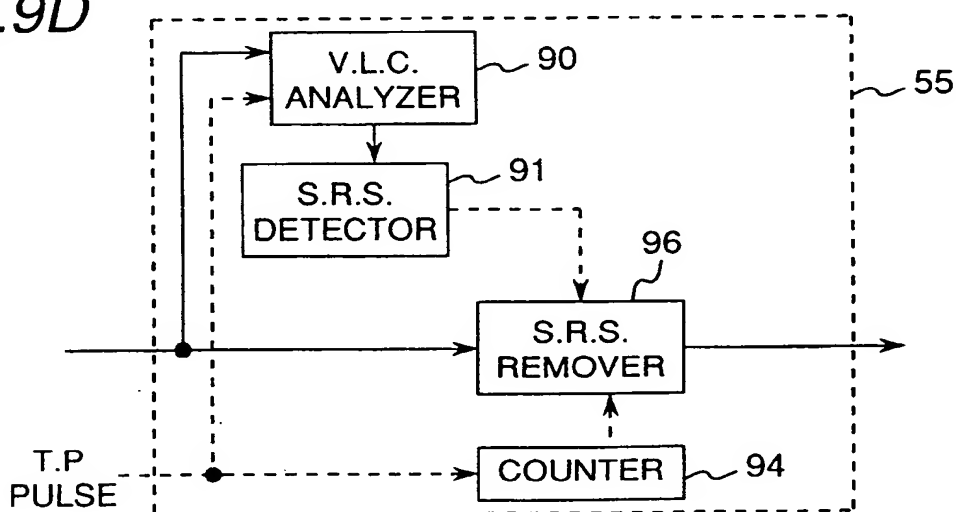 .9D
V.L.C.
ANALYZER
90
55
S.R.S.
DETECTOR
91
96
S.R.S.
REMOVER
T.P
PULSE
COUNTER
94